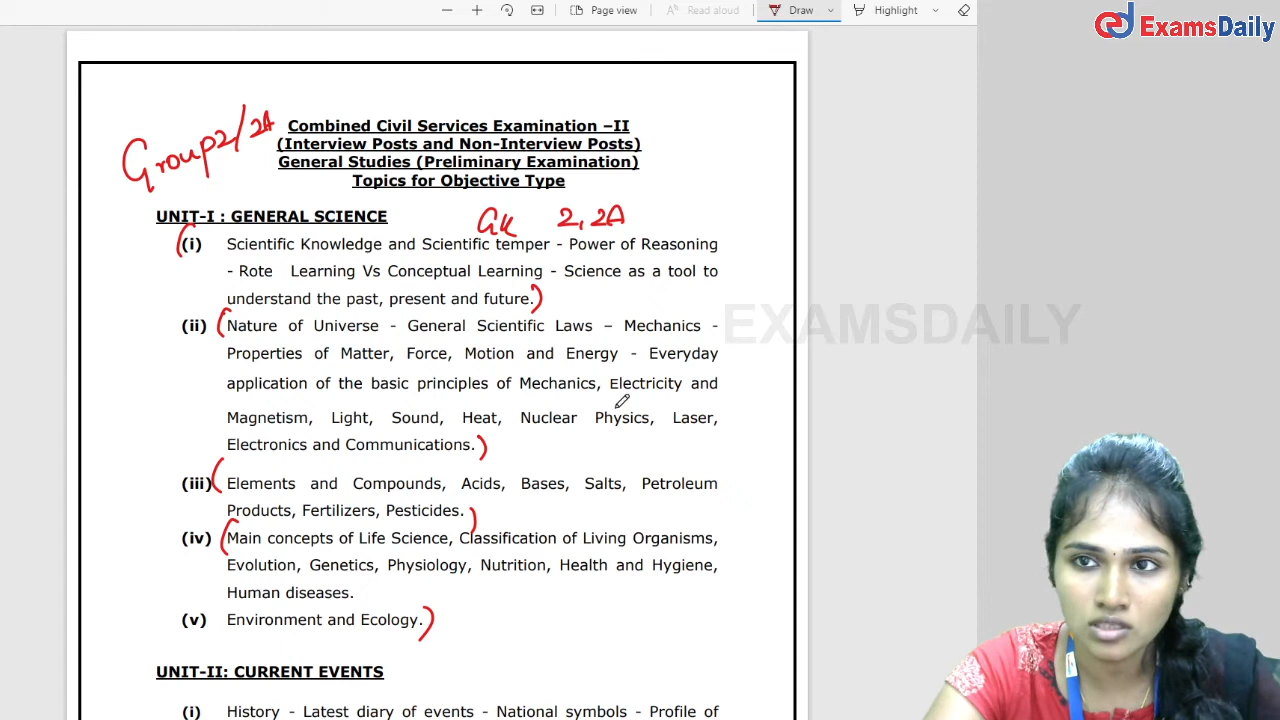 Page view
Read aloud
Draw
Highlight
ExamsDaily
Group2/2A
Combined Civil Services Examination –II
(Interview Posts and Non-Interview Posts)
General Studies (Preliminary Examination)
Topics for Objective Type
UNIT-I : GENERAL SCIENCE
GK 2, 2A
(i) Scientific Knowledge and Scientific temper - Power of Reasoning
- Rote Learning Vs Conceptual Learning - Science as a tool to
understand the past, present and future.
EXAMSDAILY
(ii) Nature of Universe - General Scientific Laws – Mechanics -
Properties of Matter, Force, Motion and Energy - Everyday
application of the basic principles of Mechanics, Electricity and
Magnetism, Light, Sound, Heat, Nuclear Physics, Laser,
Electronics and Communications.
(iii) Elements and Compounds, Acids, Bases, Salts, Petroleum
Products, Fertilizers, Pesticides.
(iv) Main concepts of Life Science, Classification of Living Organisms,
Evolution, Genetics, Physiology, Nutrition, Health and Hygiene,
Human diseases.
(v) Environment and Ecology.
UNIT-II: CURRENT EVENTS
(i) History - Latest diary of events - National symbols - Profile of